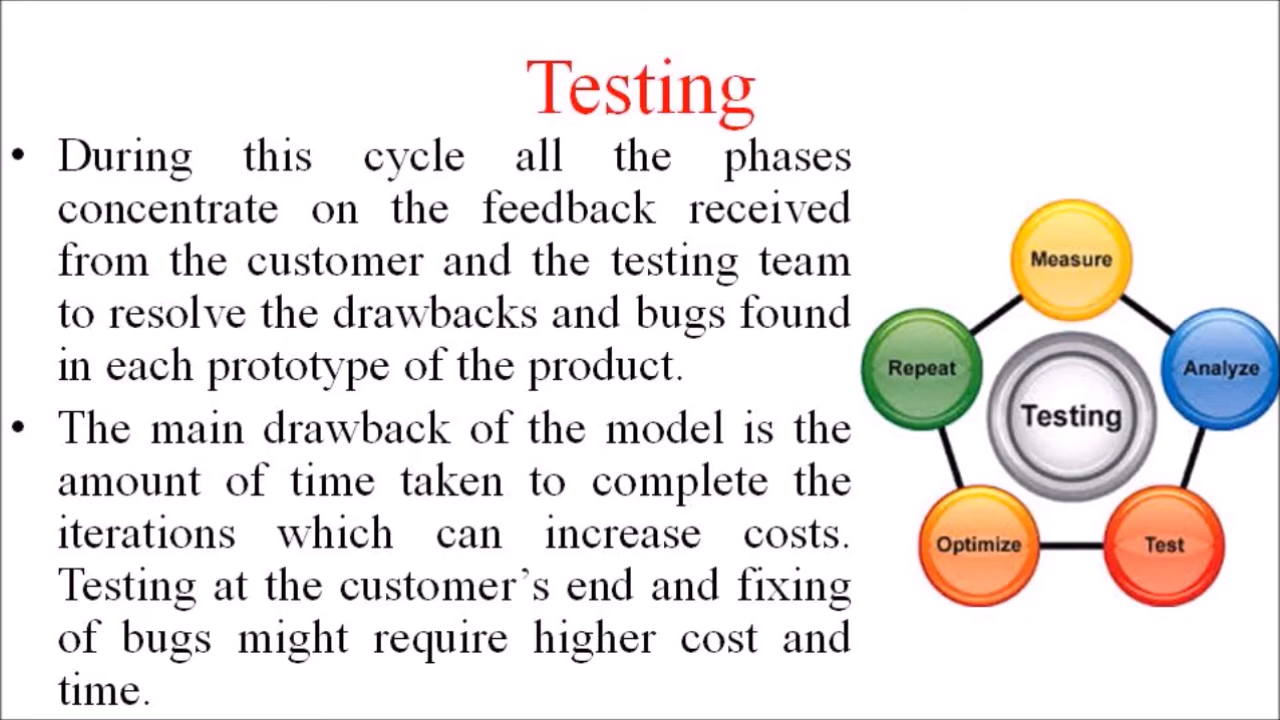 Testing
• During this cycle all the phases
concentrate on the feedback received
from the customer and the testing team
to resolve the drawbacks and bugs found
in each prototype of the product.
• The main drawback of the model is the
amount of time taken to complete the
iterations which can increase costs.
Testing at the customer’s end and fixing
of bugs might require higher cost and
time.
Measure
Repeat
Analyze
Testing
Optimize
Test